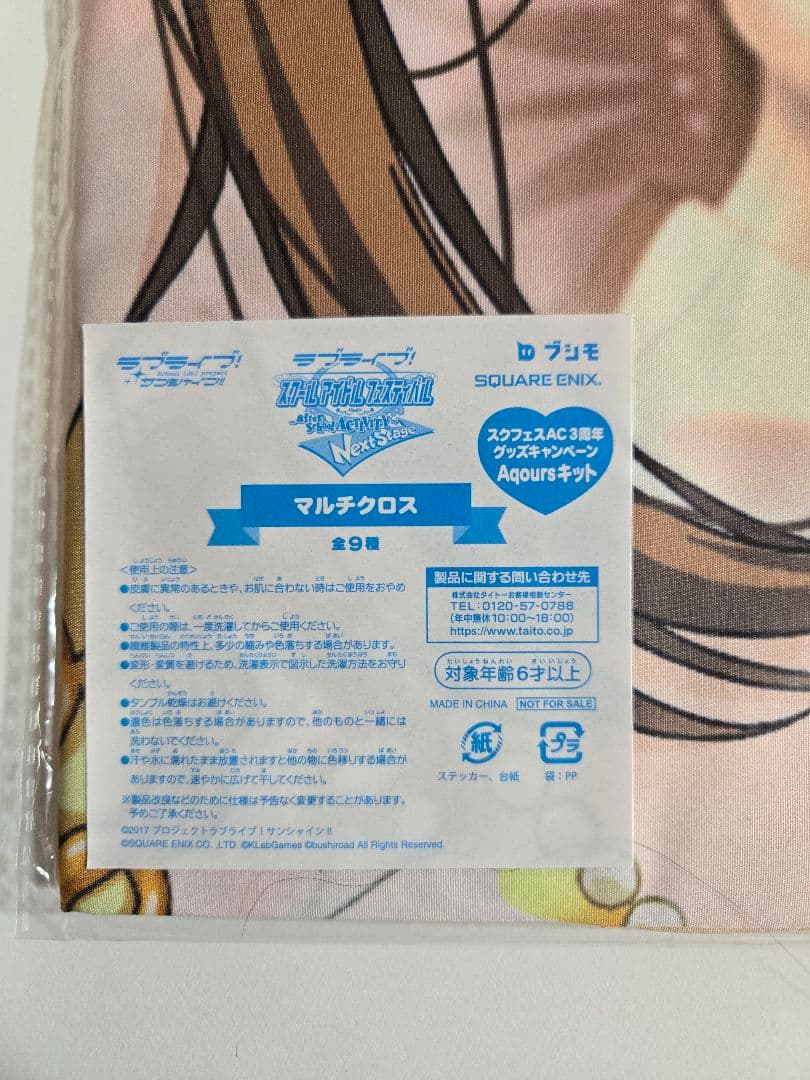 ラブライブ!
School idol project
サンシャイン!!
ラブライブ!
スクールアイドルフェスティバル
~after School ACTIVITY~
Next Stage
ブシモ
SQUARE ENIX.
スクフェスAC 3周年
グッズキャンペーン
Aqoursキット
マルチクロス
全9種
<使用上の注意>
●皮膚に異常のあるときや、お肌に合わない時はご使用をおやめ
ください。
●ご使用の際は、一度洗濯してからご使用ください。
●繊維製品の特性上、多少の縮みや色落ちする場合があります。
●変形・変質を避けるため、洗濯表示で図示した洗濯方法をお守り
ください。
●タンブル乾燥はお避けください。
●濃色は色落ちする場合がありますので、他のものと一緒には
洗わないでください。
●汗や水に濡れたまま放置されますと他の物に色移りする場合が
ありますので、速やかに広げて干してください。
※製品改良などのために仕様は予告なく変更することがあります。
予めご了承ください。
©2017 プロジェクトラブライブ!サンシャイン!!
©SQUARE ENIX CO. ,LTD. ©KLabGames ©bushiroad All Rights Reserved.
製品に関する問い合わせ先
株式会社タイトーお客様相談センター
TEL:0120-57-0788
(年中無休10:00~18:00)
https://www.taito.co.jp
対象年齢6才以上
たいしょうねんれい さいいじょう
MADE IN CHINA NOT FOR SALE
紙 プラ
ステッカー、台紙 袋:PP